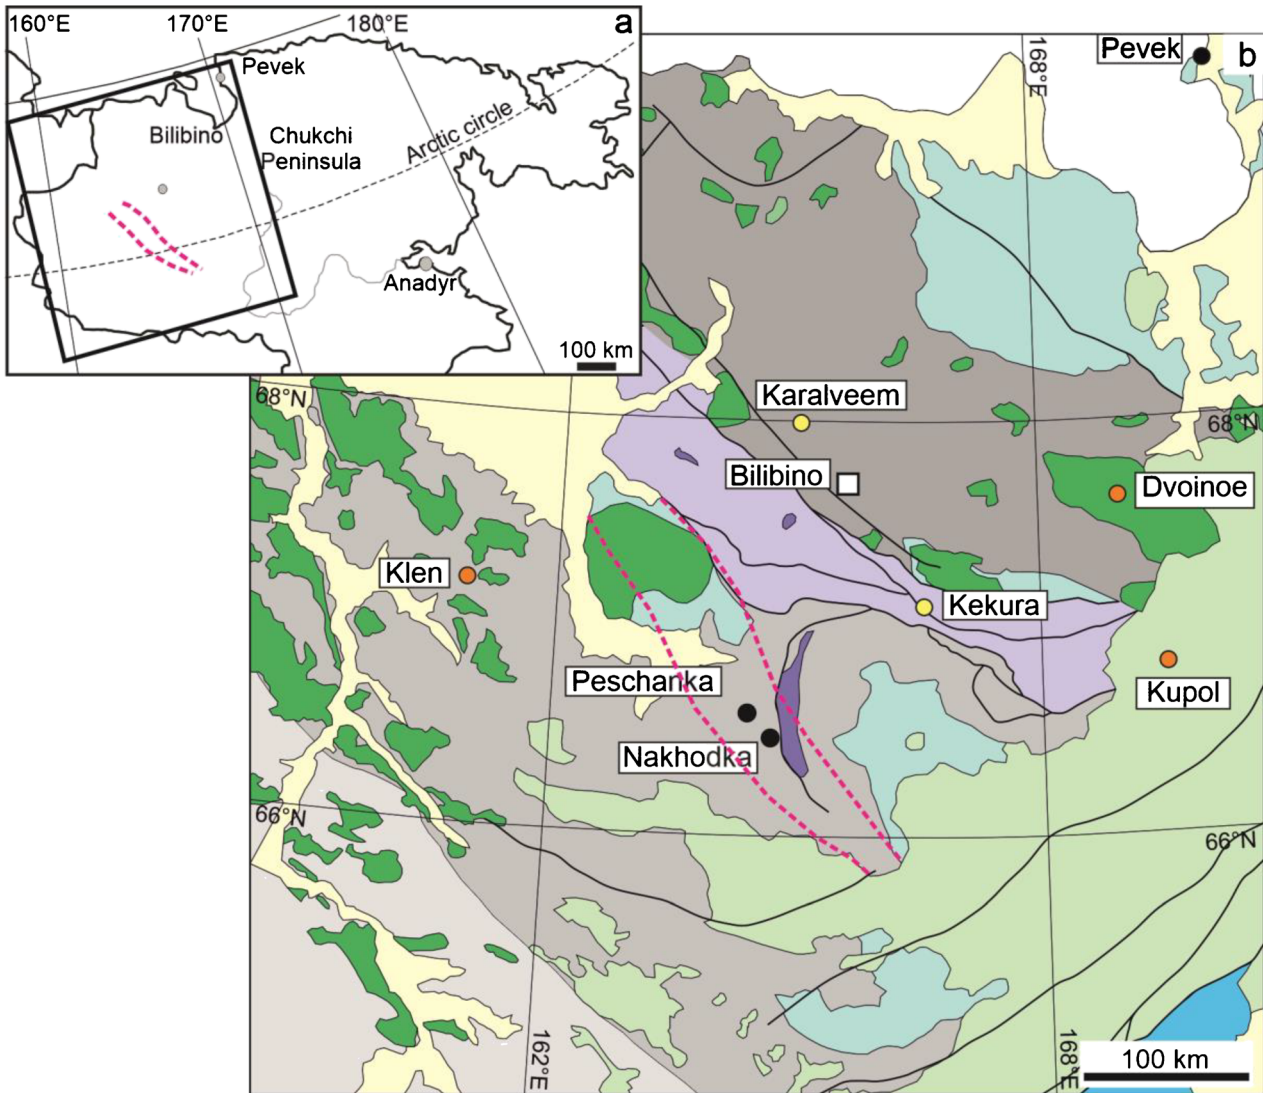 160°E
170°E
180°E
a
Pevek
Bilibino
Chukchi
Peninsula
Arctic circle
Anadyr
100 km
Pevek
b
168°E
68°N
68°N
Karalveem
Bilibino
Dvoinoe
Klen
Kekura
Peschanka
Kupol
Nakhodka
66°N
66°N
162°E
168°E
100 km